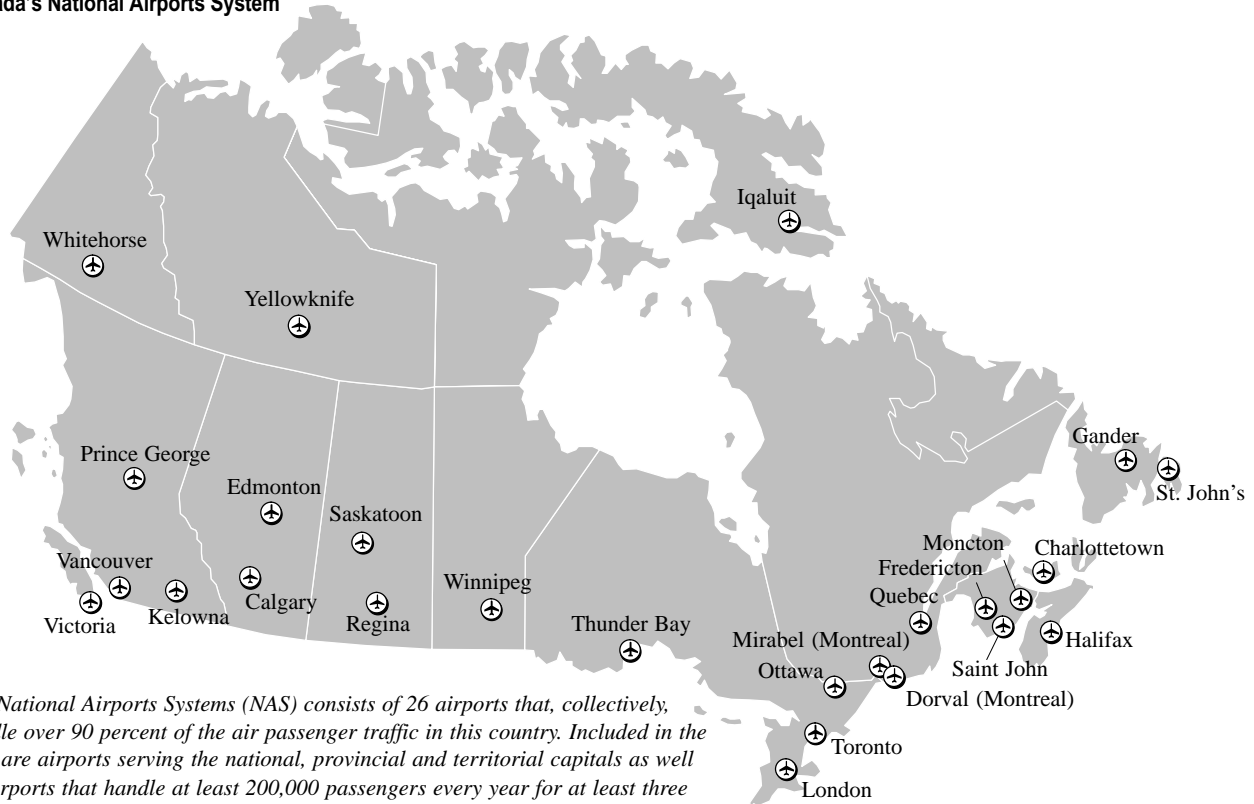 ada's National Airports System
Iqaluit
Whitehorse
Yellowknife
Gander
Prince George
St. John's
Edmonton
Saskatoon
Moncton
Charlottetown
Vancouver
Fredericton
Winnipeg
Quebec
Calgary
Kelowna
Victoria
Regina
Thunder Bay
Mirabel (Montreal)
Halifax
Saint John
Ottawa
Dorval (Montreal)
National Airports Systems (NAS) consists of 26 airports that, collectively,
le over 90 percent of the air passenger traffic in this country. Included in the
are airports serving the national, provincial and territorial capitals as well
rports that handle at least 200,000 passengers every year for at least three
Toronto
London